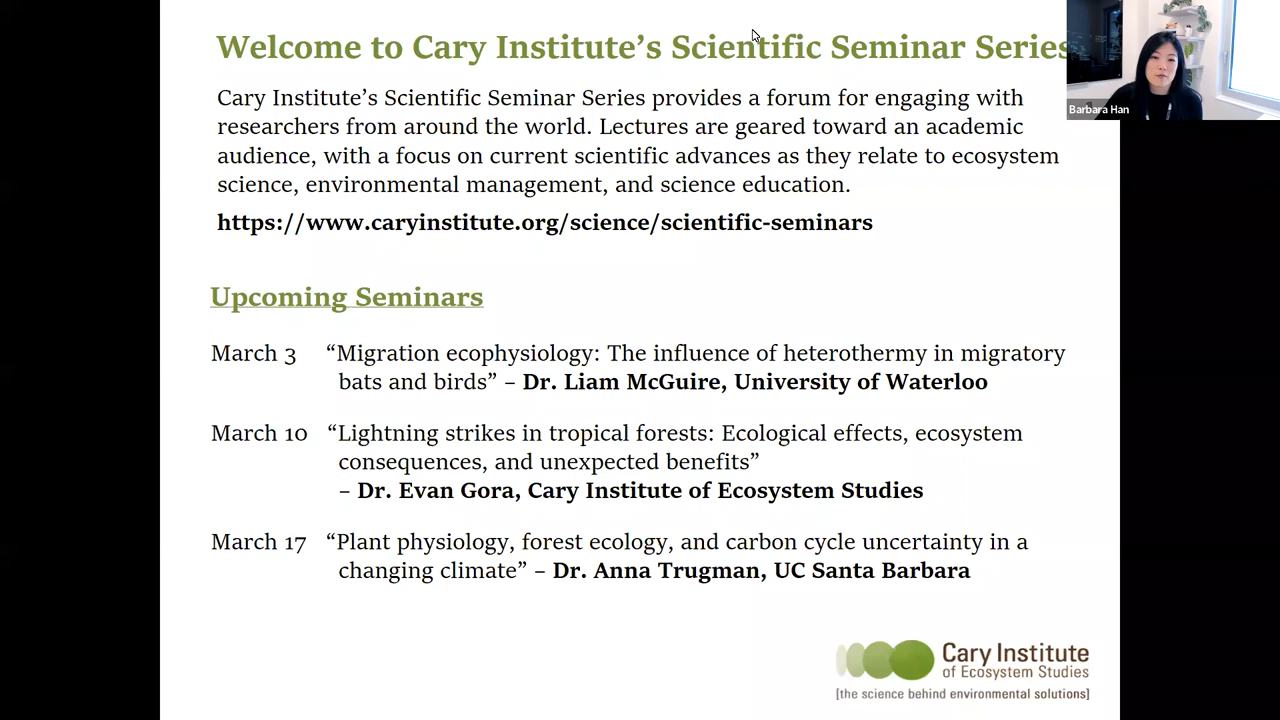 Welcome to Cary Institute’s Scientific Seminar Series
Barbara Han
Cary Institute’s Scientific Seminar Series provides a forum for engaging with
researchers from around the world. Lectures are geared toward an academic
audience, with a focus on current scientific advances as they relate to ecosystem
science, environmental management, and science education.
https://www.caryinstitute.org/science/scientific-seminars
Upcoming Seminars
March 3 “Migration ecophysiology: The influence of heterothermy in migratory
bats and birds” – Dr. Liam McGuire, University of Waterloo
March 10 “Lightning strikes in tropical forests: Ecological effects, ecosystem
consequences, and unexpected benefits”
– Dr. Evan Gora, Cary Institute of Ecosystem Studies
March 17 “Plant physiology, forest ecology, and carbon cycle uncertainty in a
changing climate” – Dr. Anna Trugman, UC Santa Barbara
Cary Institute
of Ecosystem Studies
[the science behind environmental solutions]